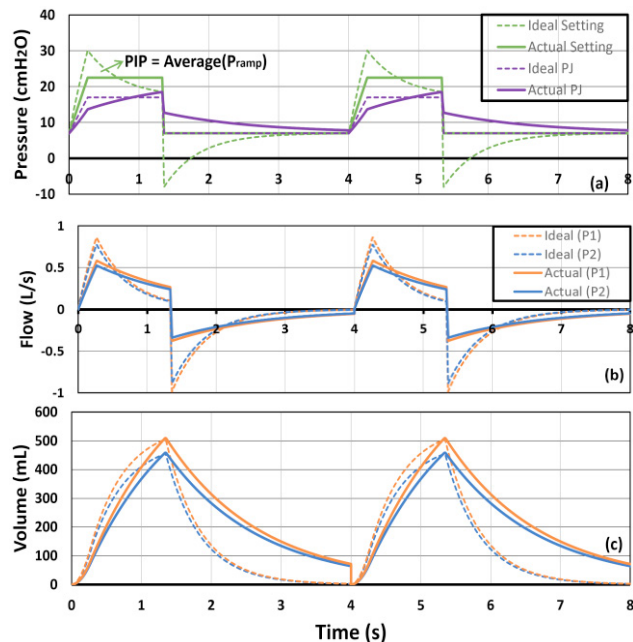 40
30
20
10
0
-10
Pressure (cmH2O)
PIP = Average(Pramp)
Ideal Setting
Actual Setting
Ideal PJ
Actual PJ
0 1 2 3 4 5 6 7 8
(a)
1
0.5
0
-0.5
-1
Flow (L/s)
Ideal (P1)
Ideal (P2)
Actual (P1)
Actual (P2)
0 1 2 3 4 5 6 7 8
(b)
600
500
400
300
200
100
0
Volume (mL)
(c)
0 1 2 3 4 5 6 7 8
Time (s)